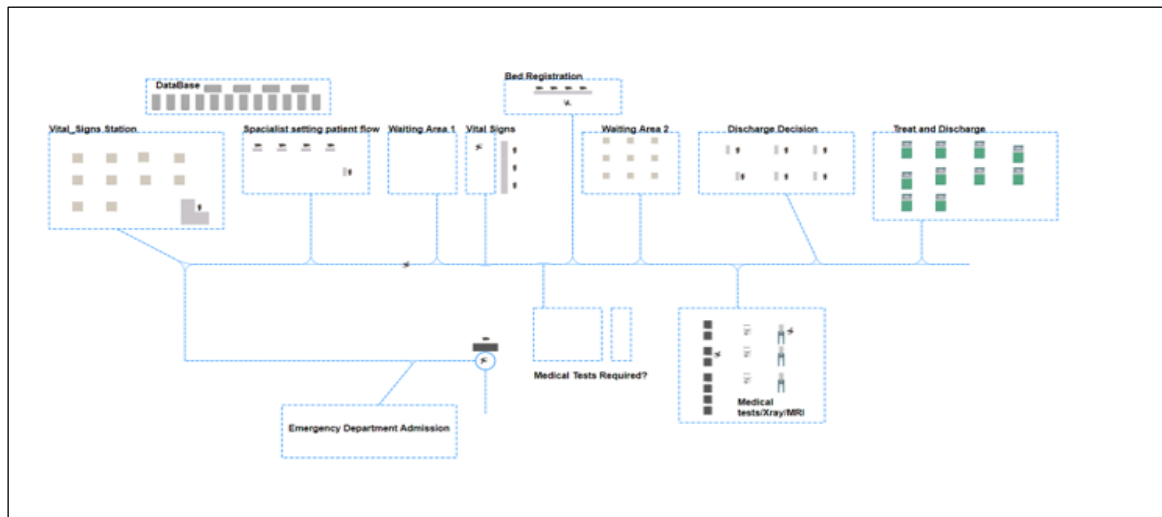 DataBase
Bed Registration
Vital_Signs Station
Spacialist setting patient flow
Waiting Area 1
Vital Signs
Waiting Area 2
Discharge Decision
Treat and Discharge
Medical Tests Required?
Medical
tests/Xray/MRI
Emergency Department Admission